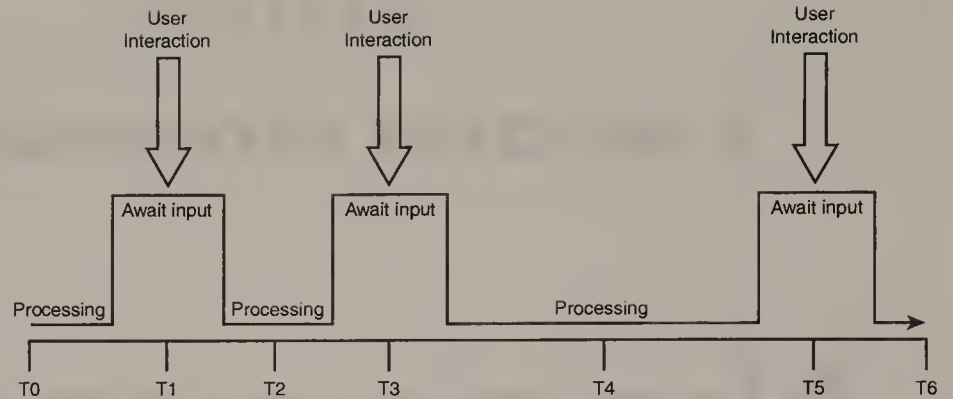 User
Interaction
User
Interaction
User
Interaction
Await input
Await input
Await input
Processing
Processing
Processing
T0
T1
T2
T3
T4
T5
T6